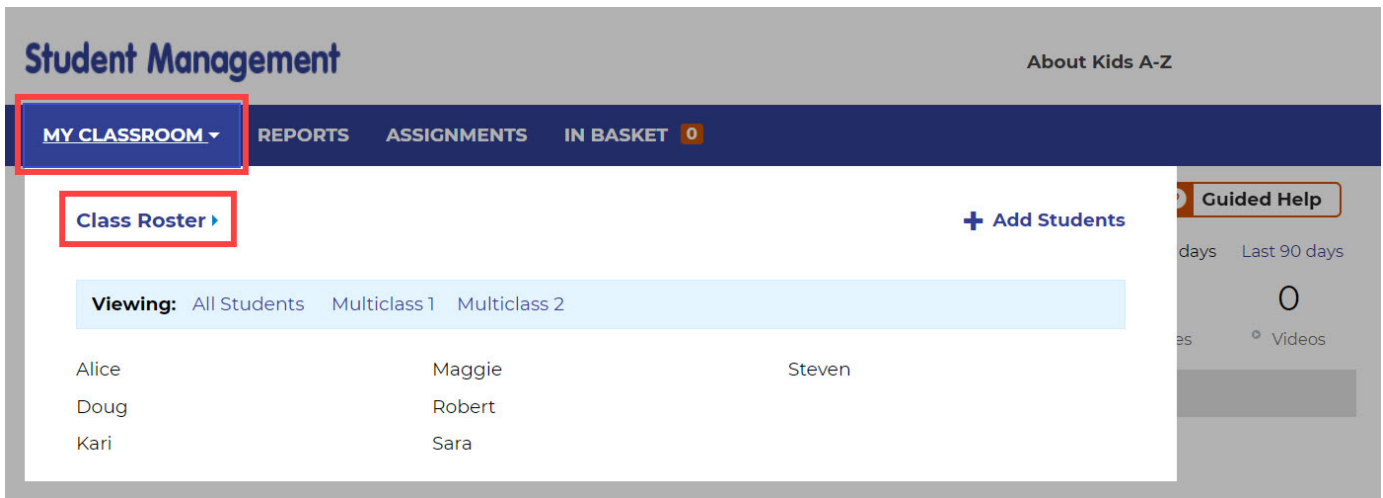 Student Management
About Kids A-Z
MY CLASSROOM
REPORTS
ASSIGNMENTS
IN BASKET 0
Class Roster
+ Add Students
Guided Help
days
Last 90 days
Viewing: All Students Multiclass 1 Multiclass 2
0
es
Videos
Alice
Maggie
Steven
Doug
Robert
Kari
Sara